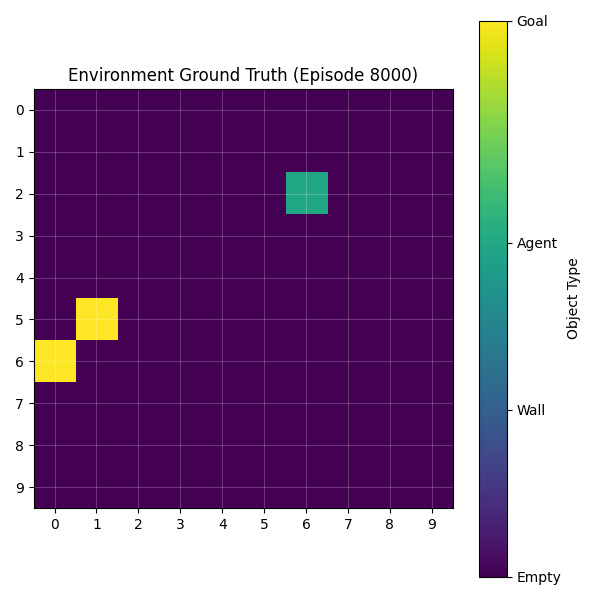 Environment Ground Truth (Episode 8000)
0
1
2
3
4
5
6
7
8
9
0 1 2 3 4 5 6 7 8 9
Goal
Agent
Wall
Empty
Object Type